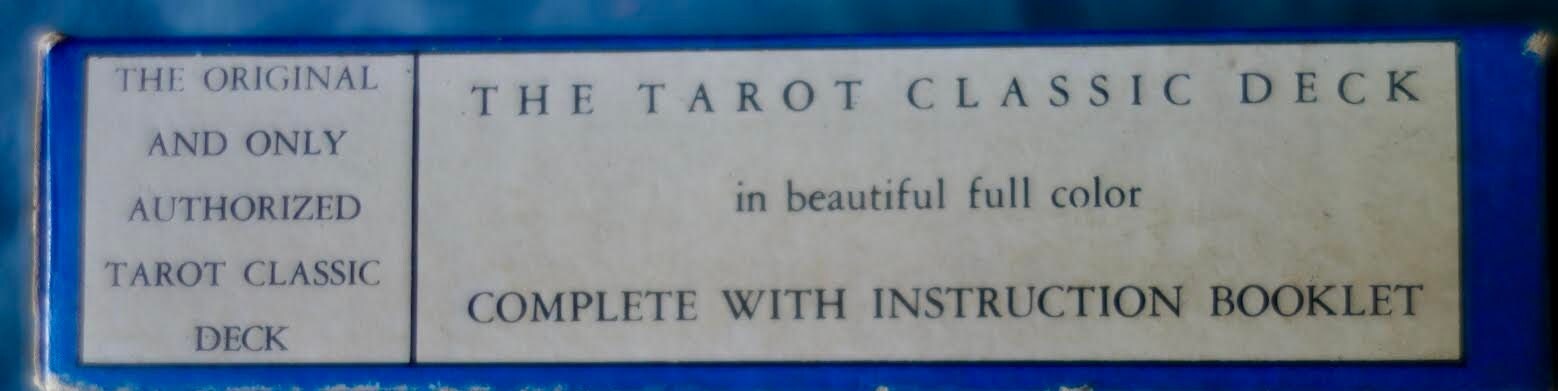 THE ORIGINAL
AND ONLY
AUTHORIZED
TAROT CLASSIC
DECK
THE TAROT CLASSIC DECK
in beautiful full color
COMPLETE WITH INSTRUCTION BOOKLET